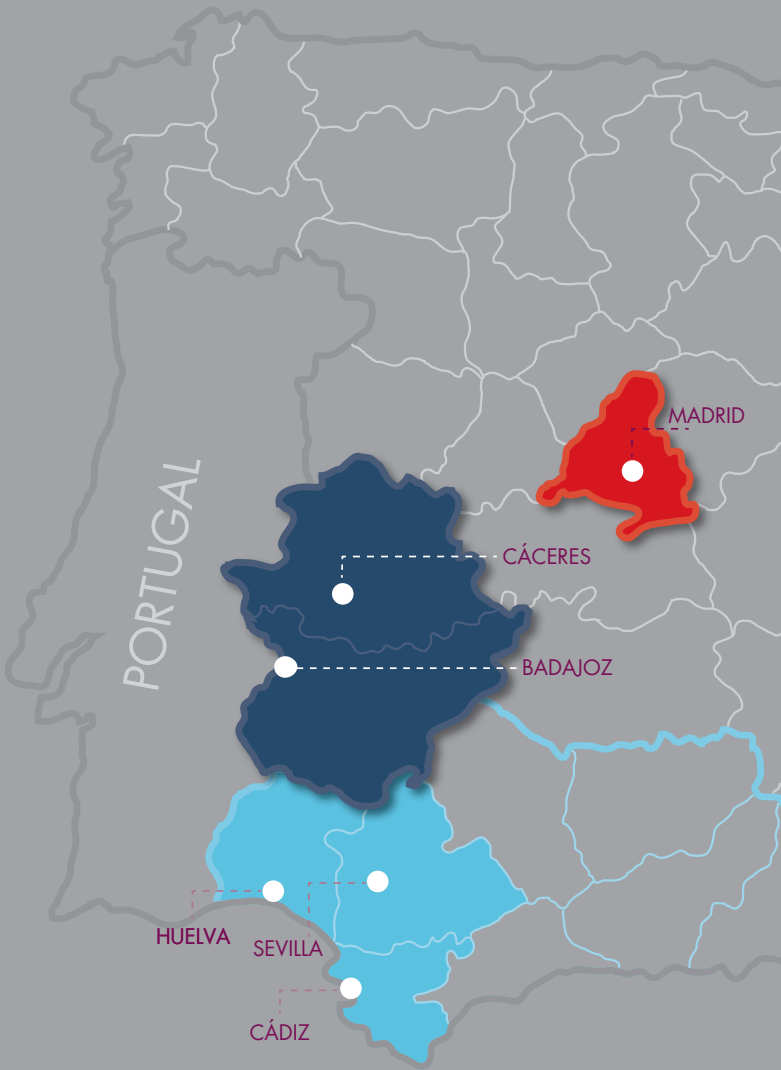 MADRID
PORTUGAL
CÁCERES
BADAJOZ
HUELVA
SEVILLA
CÁDIZ